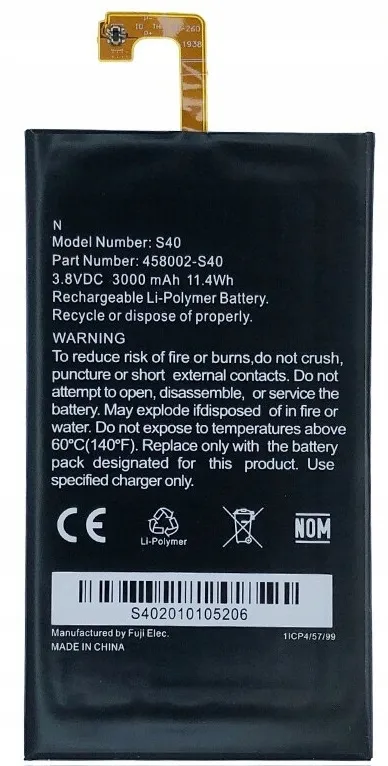 P-
TO TH
P+
1938
N
Model Number: S40
Part Number: 458002-S40
3.8VDC 3000 mAh 11.4Wh
Rechargeable Li-Polymer Battery.
Recycle or dispose of properly.
WARNING
To reduce risk of fire or burns,do not crush,
puncture or short external contacts. Do not
attempt to open, disassemble, or service the
battery. May explode ifdisposed of in fire or
water. Do not expose to temperatures above
60ºC(140ºF). Replace only with the battery
pack designated for this product. Use
specified charger only.
CE
Li-Polymer
NOM
S402010105206
Manufactured by Fuji Elec.
1ICP4/57/99
MADE IN CHINA